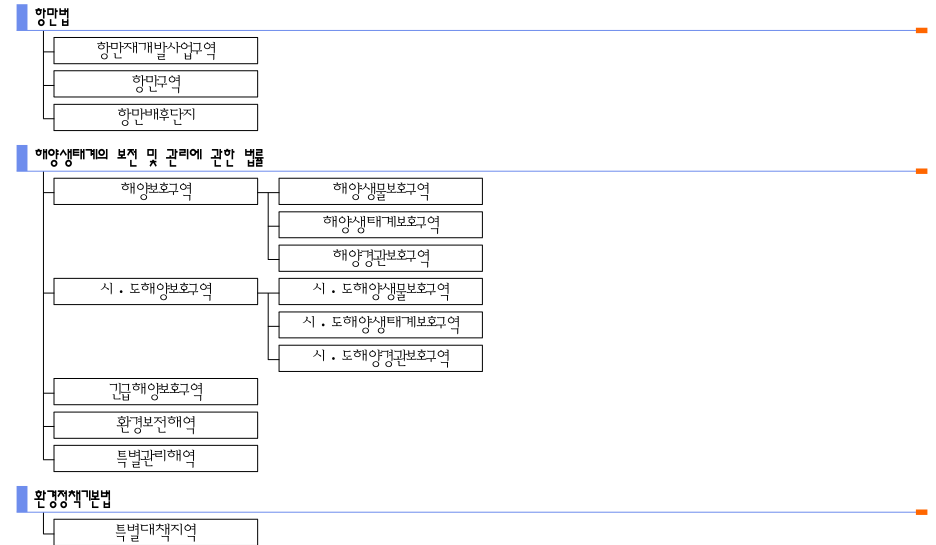 항만법
항만재개발사업구역
항만구역
항만배후단지
해양생태계의 보전 및 관리에 관한 법률
해양보호구역
해양생물보호구역
해양생태계보호구역
해양경관보호구역
시·도해양보호구역
시·도해양생물보호구역
시·도해양생태계보호구역
시·도해양경관보호구역
긴급해양보호구역
환경보전해역
특별관리해역
환경정책기본법
특별대책지역